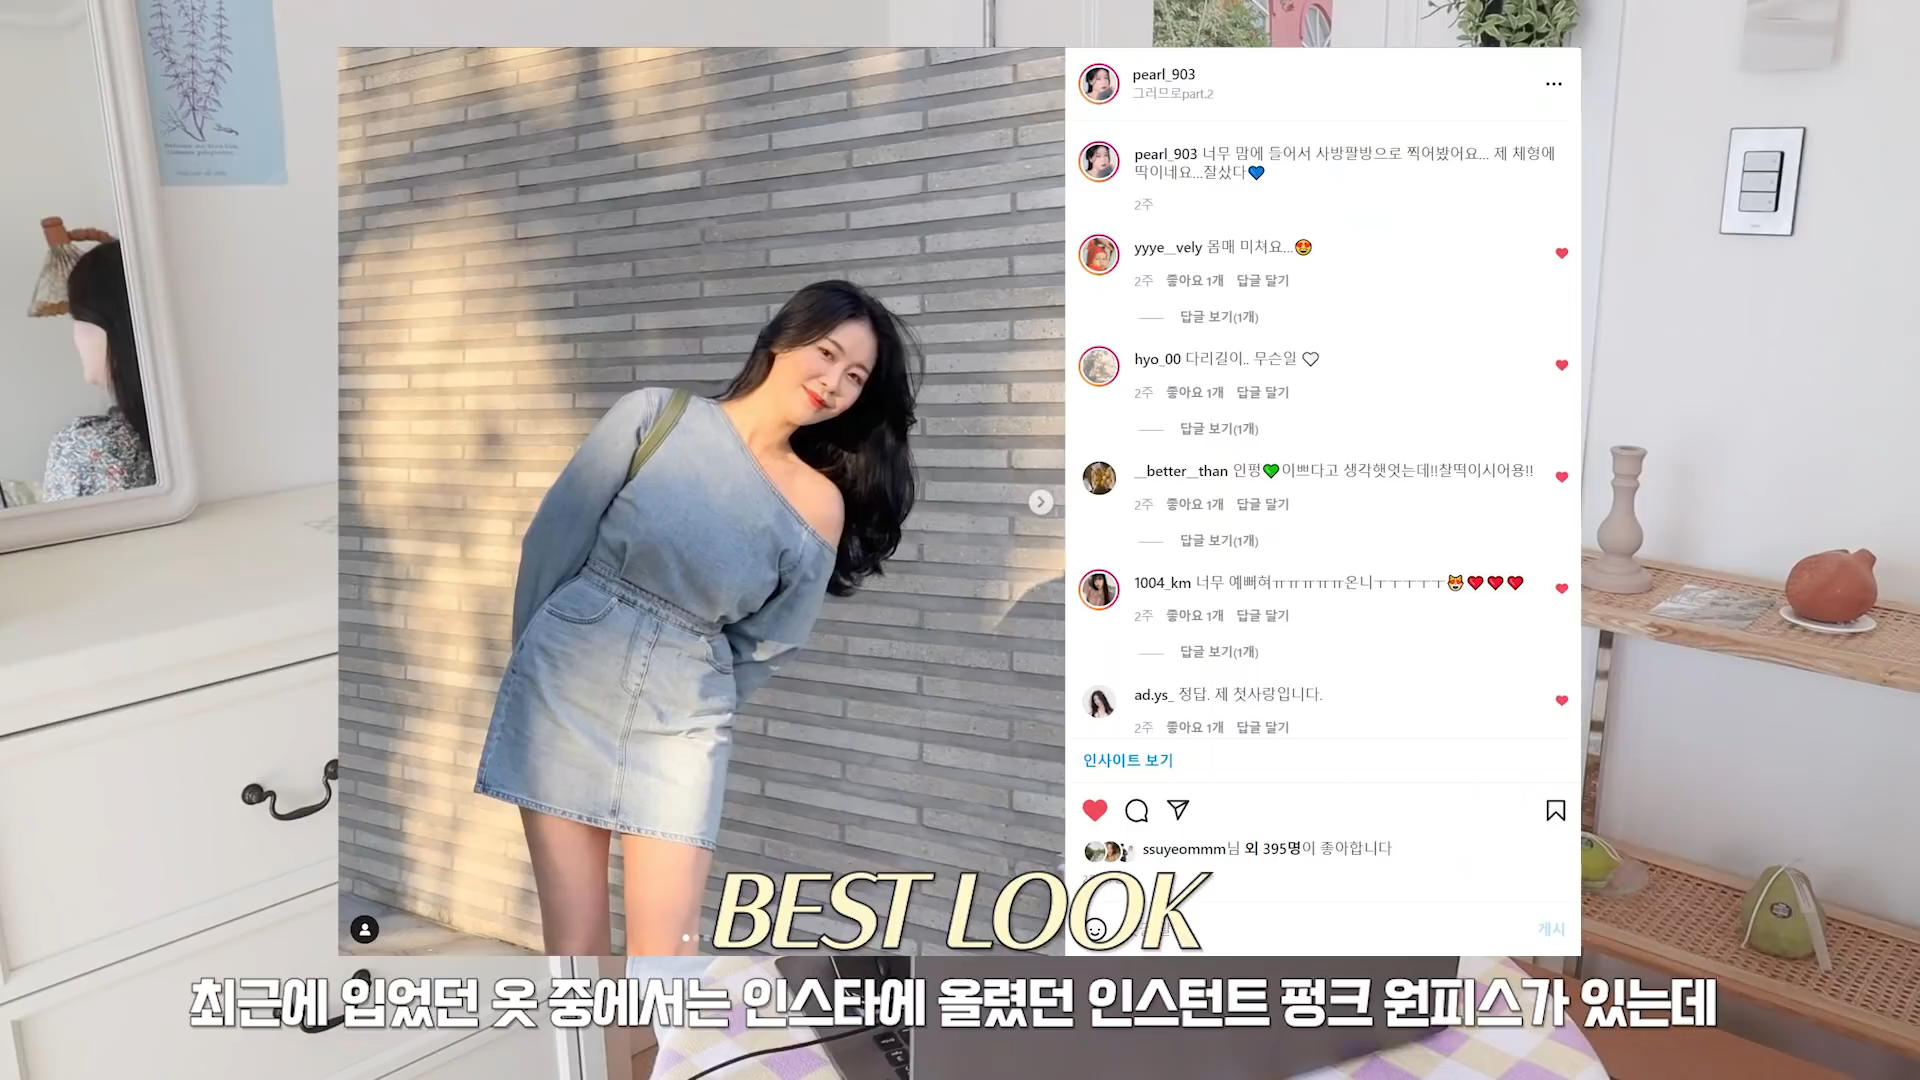 pearl_903
그러므로part.2
pearl_903 너무 맘에 들어서 사방팔방으로 찍어봤어요... 제 체형에
딱이네요...잘샀다💙
2주
yyye__vely 몸매 미쳐요...😍
2주 좋아요 1개 답글 달기
답글 보기(1개)
hyo_00 다리길이.. 무슨일 🤍
2주 좋아요 1개 답글 달기
답글 보기(1개)
__better__than 인펑💚이쁘다고 생각햇엇는데!!찰떡이시어용!!
2주 좋아요 1개 답글 달기
답글 보기(1개)
1004_km 너무 예뻐혀ㅠㅠㅠㅠㅠ온니ㅜㅜㅜㅜㅜ😻❤️❤️❤️
2주 좋아요 1개 답글 달기
답글 보기(1개)
ad.ys_ 정답. 제 첫사랑입니다.
2주 좋아요 1개 답글 달기
인사이트 보기
ssuyeommm님 외 395명이 좋아합니다
게시
BEST LOOK
최근에 입었던 옷 중에서는 인스타에 올렸던 인스턴트 펑크 원피스가 있는데